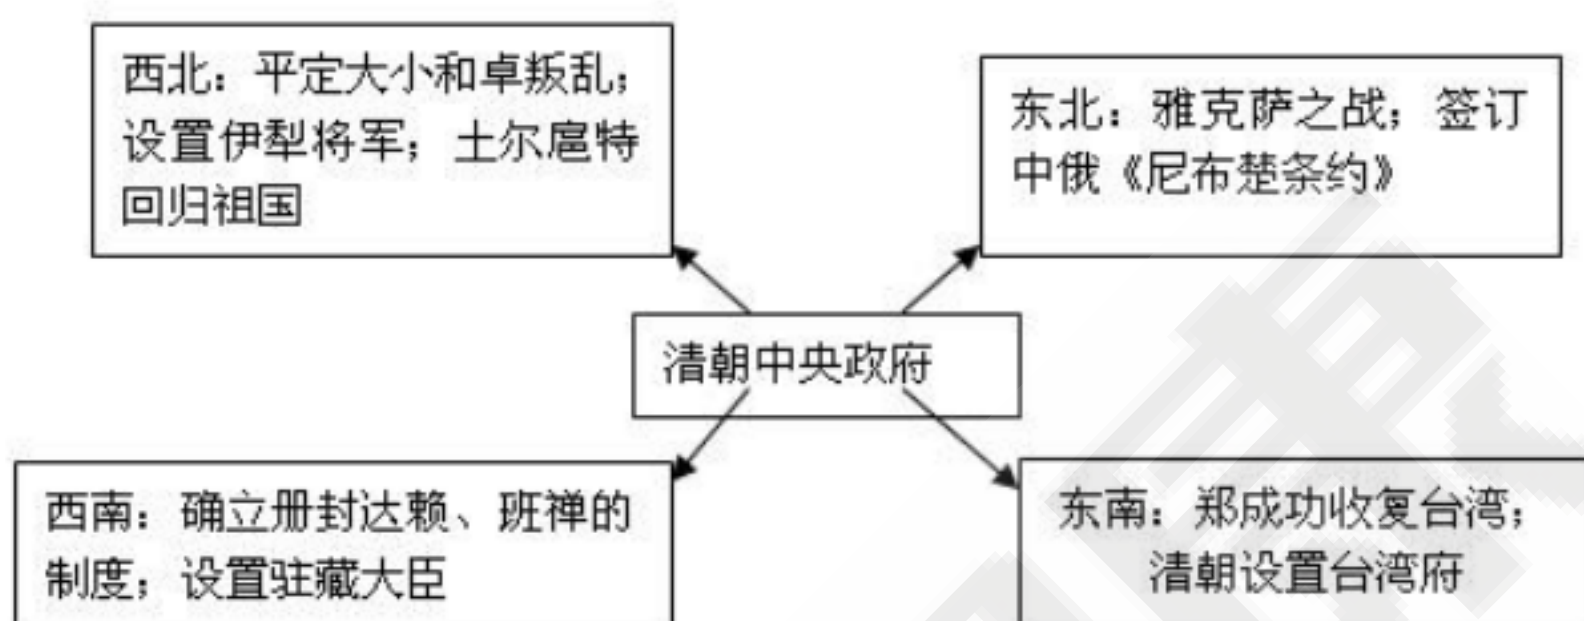 西北：平定大小和卓叛乱；
设置伊犁将军；土尔扈特
回归祖国
东北：雅克萨之战；签订
中俄《尼布楚条约》
清朝中央政府
西南：确立册封达赖、班禅的
制度；设置驻藏大臣
东南：郑成功收复台湾；
清朝设置台湾府